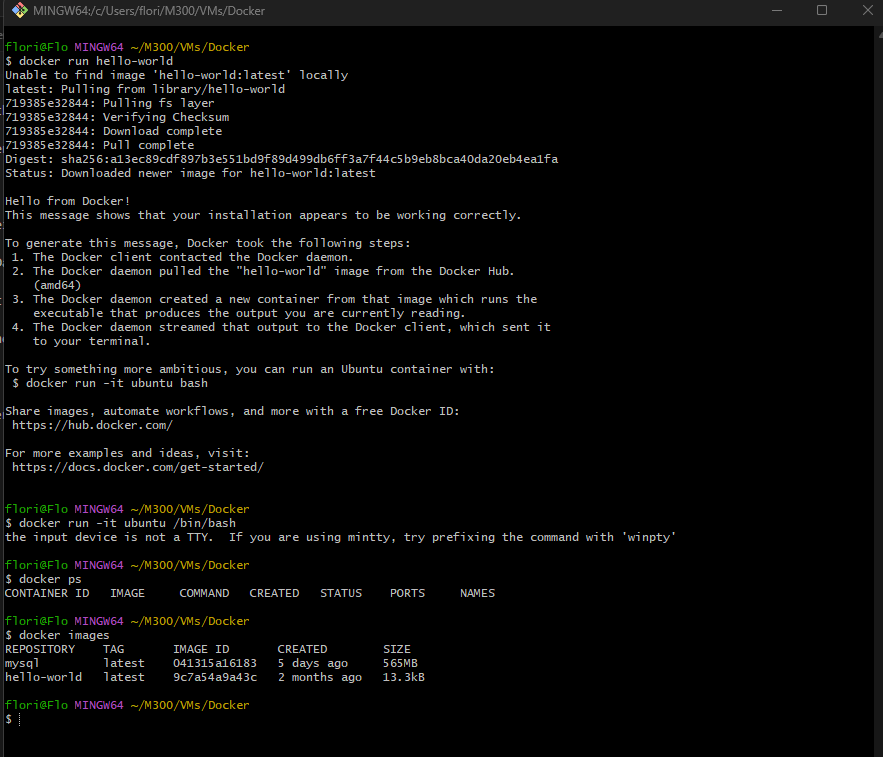 MINGW64:/c/Users/flori/M300/VMs/Docker
flori@Flo MINGW64 ~/M300/VMs/Docker
$ docker run hello-world
Unable to find image 'hello-world:latest' locally
latest: Pulling from library/hello-world
719385e32844: Pulling fs layer
719385e32844: Verifying Checksum
719385e32844: Download complete
719385e32844: Pull complete
Digest: sha256:a13ec89cdf897b3e551bd9f89d499db6ff3a7f44c5b9eb8bca40da20eb4ea1fa
Status: Downloaded newer image for hello-world:latest
Hello from Docker!
This message shows that your installation appears to be working correctly.
To generate this message, Docker took the following steps:
1. The Docker client contacted the Docker daemon.
2. The Docker daemon pulled the "hello-world" image from the Docker Hub.
(amd64)
3. The Docker daemon created a new container from that image which runs the
executable that produces the output you are currently reading.
4. The Docker daemon streamed that output to the Docker client, which sent it
to your terminal.
To try something more ambitious, you can run an Ubuntu container with:
$ docker run -it ubuntu bash
Share images, automate workflows, and more with a free Docker ID:
https://hub.docker.com/
For more examples and ideas, visit:
https://docs.docker.com/get-started/
flori@Flo MINGW64 ~/M300/VMs/Docker
$ docker run -it ubuntu /bin/bash
the input device is not a TTY.  If you are using mintty, try prefixing the command with 'winpty'
flori@Flo MINGW64 ~/M300/VMs/Docker
$ docker ps
CONTAINER ID   IMAGE     COMMAND   CREATED   STATUS    PORTS     NAMES
flori@Flo MINGW64 ~/M300/VMs/Docker
$ docker images
REPOSITORY    TAG       IMAGE ID       CREATED        SIZE
mysql         latest    041315a16183   5 days ago     565MB
hello-world   latest    9c7a54a9a43c   2 months ago   13.3kB
flori@Flo MINGW64 ~/M300/VMs/Docker
$